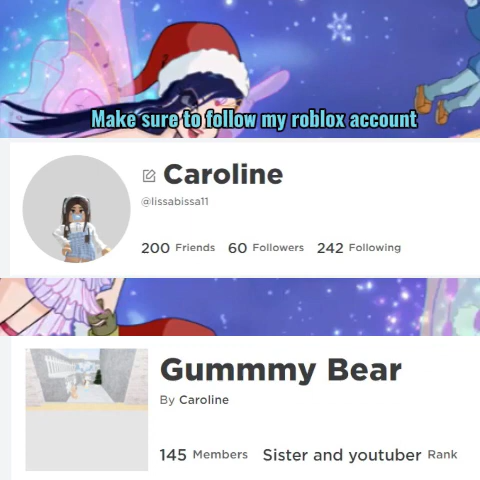 Make sure to follow my roblox account
Caroline
@lissabissa11
200 Friends 60 Followers 242 Following
Gummmy Bear
By Caroline
145 Members Sister and youtuber Rank